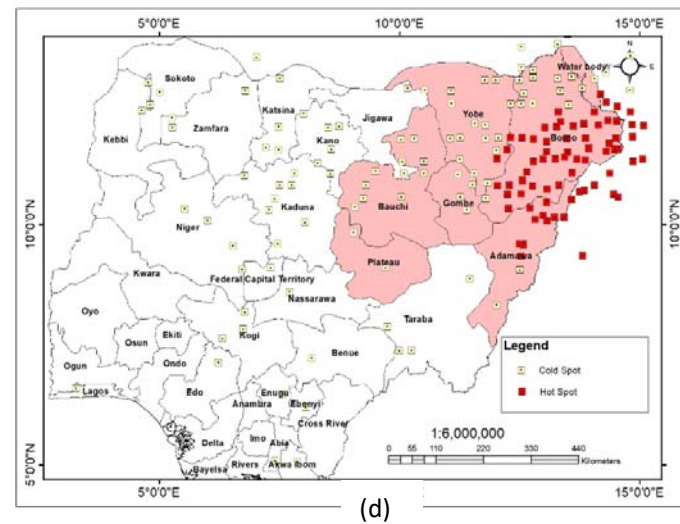 5°0'0"E 10°0'0"E 15°0'0"E
N
E
S
Water body
Sokoto
Katsina
Jigawa
Yobe
Borno
Kebbi
Zamfara
Kano
Kaduna
Bauchi
Gombe
10°0'0"N 10°0'0"N
Niger
Adamawa
Plateau
Federal Capital Territory
Kwara
Nassarawa
Oyo
Taraba
Osun
Ekiti
Kogi
Benue
Ogun
Ondo
Lagos
Edo
Enugu
Anambra
Ebonyi
Cross River
Delta
Imo
Abia
Bayelsa
Rivers
Akwa Ibom
Legend
Cold Spot
Hot Spot
1:6,000,000
0 55 110 220 330 440
Kilometers
5°0'0"N 5°0'0"N
5°0'0"E 10°0'0"E 15°0'0"E
(d)